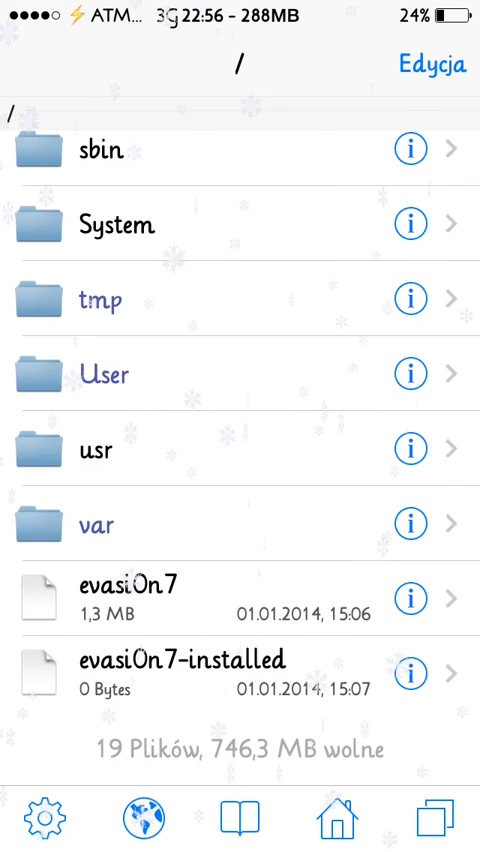 ATM... 3G 22:56 - 288MB 24%
/ Edycja
/
sbin
System
tmp
User
usr
var
evasi0n7
1,3 MB 01.01.2014, 15:06
evasi0n7-installed
0 Bytes 01.01.2014, 15:07
19 Plików, 746,3 MB wolne